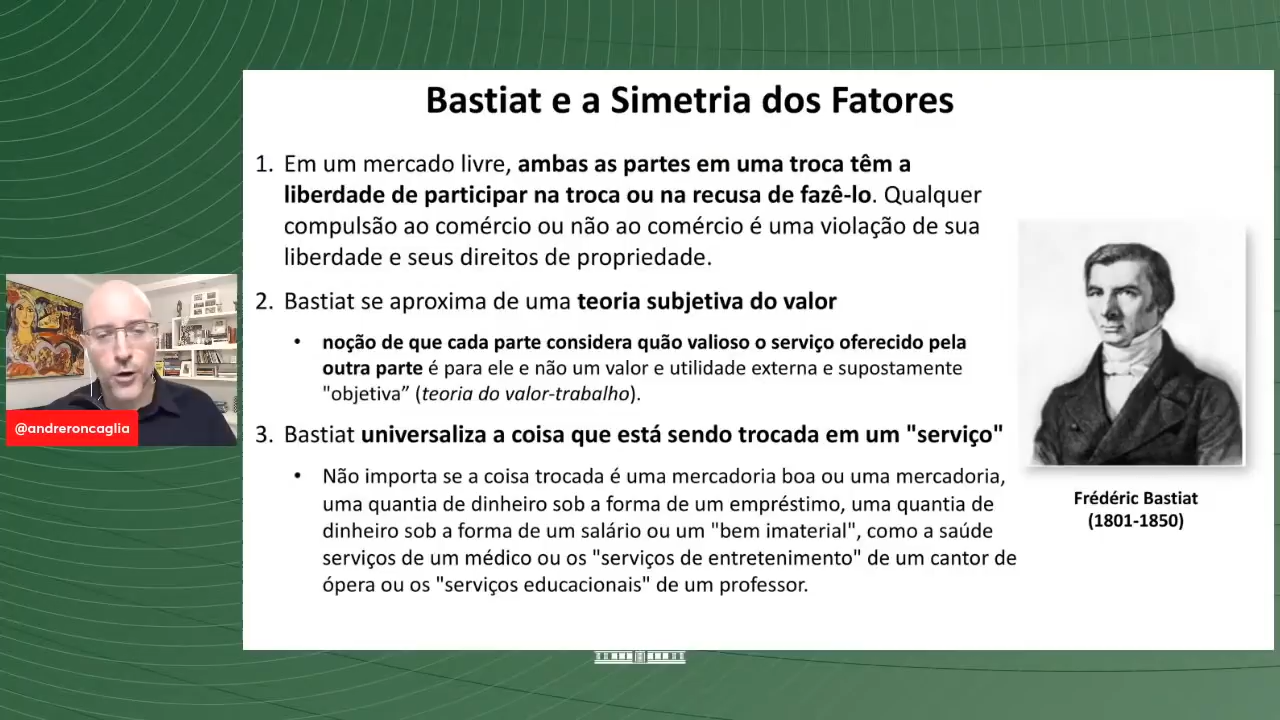 Bastiat e a Simetria dos Fatores
1. Em um mercado livre, ambas as partes em uma troca têm a
liberdade de participar na troca ou na recusa de fazê-lo. Qualquer
compulsão ao comércio ou não ao comércio é uma violação de sua
liberdade e seus direitos de propriedade.
2. Bastiat se aproxima de uma teoria subjetiva do valor
• noção de que cada parte considera quão valioso o serviço oferecido pela
outra parte é para ele e não um valor e utilidade externa e supostamente
"objetiva” (teoria do valor-trabalho).
3. Bastiat universaliza a coisa que está sendo trocada em um "serviço"
• Não importa se a coisa trocada é uma mercadoria boa ou uma mercadoria,
uma quantia de dinheiro sob a forma de um empréstimo, uma quantia de
dinheiro sob a forma de um salário ou um "bem imaterial", como a saúde
serviços de um médico ou os "serviços de entretenimento" de um cantor de
ópera ou os "serviços educacionais" de um professor.
Frédéric Bastiat
(1801-1850)
@andreroncaglia